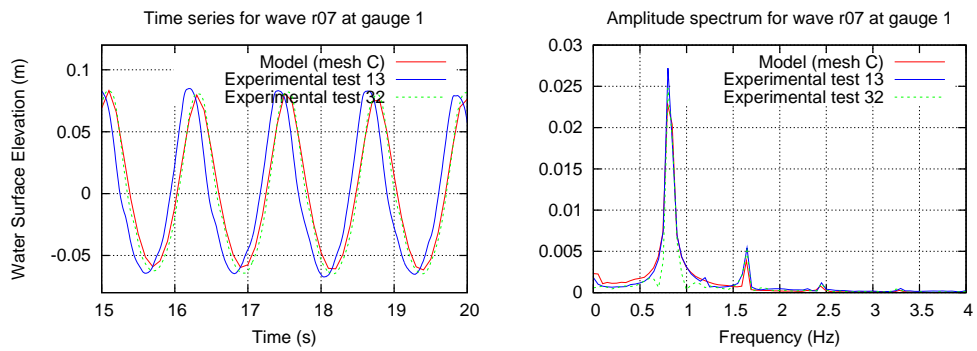 Time series for wave r07 at gauge 1
Water Surface Elevation (m)
0.1
0.05
0
-0.05
Model (mesh C)
Experimental test 13
Experimental test 32
15 16 17 18 19 20
Time (s)
Amplitude spectrum for wave r07 at gauge 1
0.03
0.025
0.02
0.015
0.01
0.005
0
Model (mesh C)
Experimental test 13
Experimental test 32
0.0 0.5 1 1.5 2 2.5 3 3.5 4
Frequency (Hz)